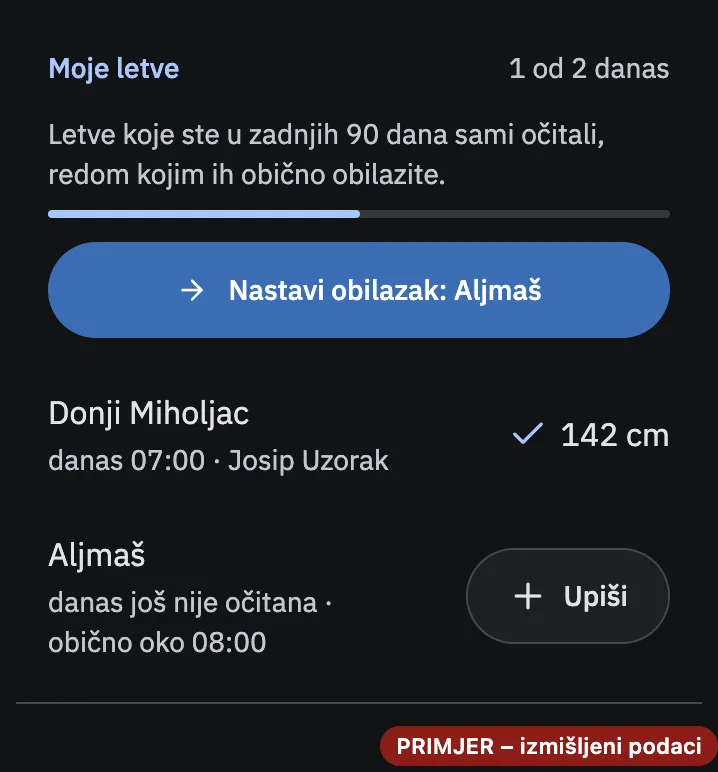 Moje letve
1 od 2 danas
Letve koje ste u zadnjih 90 dana sami očitali,
redom kojim ih obično obilazite.
→ Nastavi obilazak: Aljmaš
Donji Miholjac
danas 07:00 · Josip Uzorak
✓ 142 cm
Aljmaš
danas još nije očitana ·
obično oko 08:00
+ Upiši
PRIMJER – izmišljeni podaci